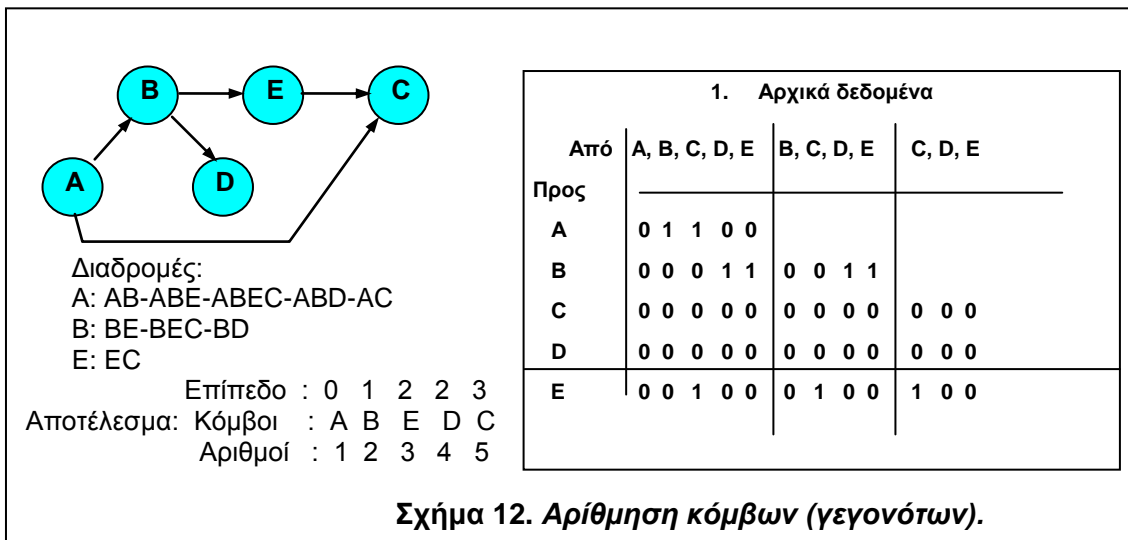 B E C
A D
Διαδρομές:
A: AB-ABE-ABEC-ABD-AC
B: BE-BEC-BD
E: EC
Επίπεδο : 0 1 2 2 3
Αποτέλεσμα: Κόμβοι : A B E D C
Αριθμοί : 1 2 3 4 5
1. Αρχικά δεδομένα
Από A, B, C, D, E B, C, D, E C, D, E
Προς
A 0 1 1 0 0
B 0 0 0 1 1 0 0 1 1
C 0 0 0 0 0 0 0 0 0 0 0 0
D 0 0 0 0 0 0 0 0 0 0 0 0
E 0 0 1 0 0 0 1 0 0 1 0 0
Σχήμα 12. Αρίθμηση κόμβων (γεγονότων).